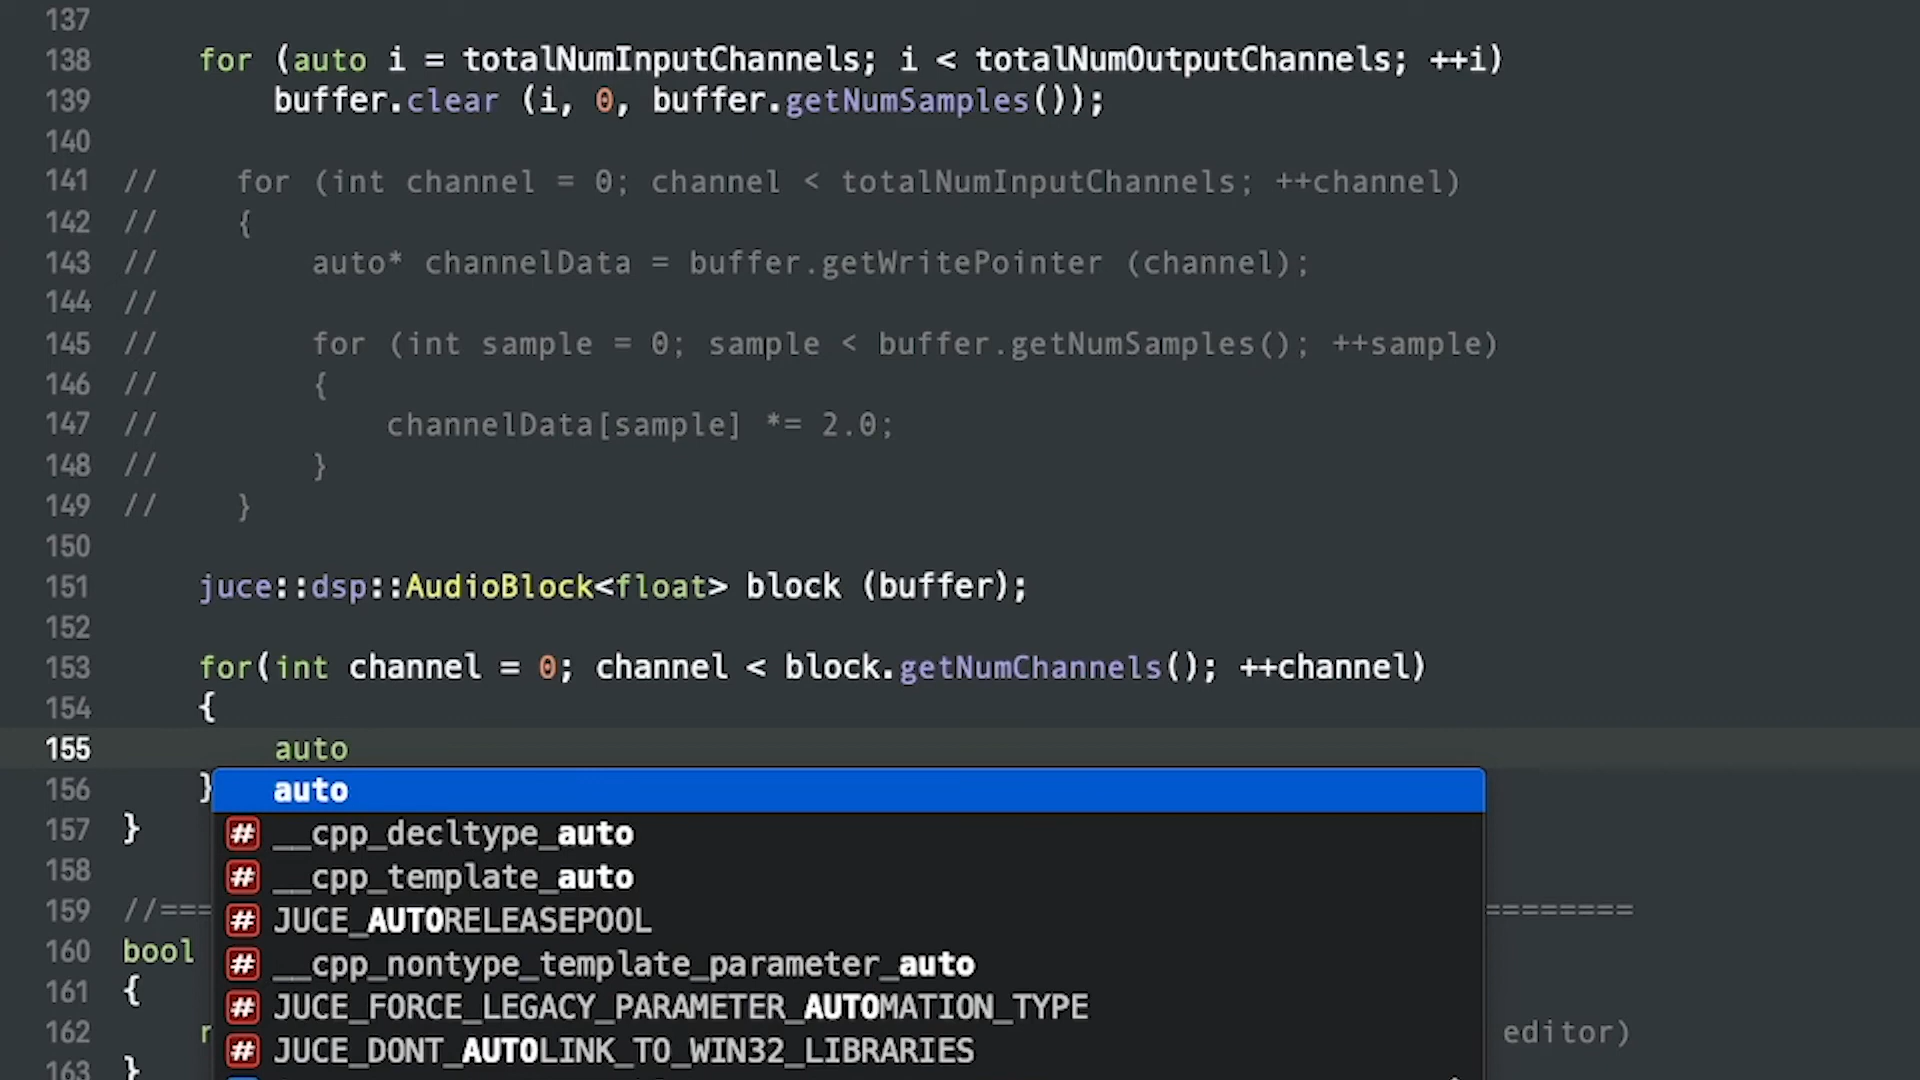 137
138 for (auto i = totalNumInputChannels; i < totalNumOutputChannels; ++i)
139 buffer.clear (i, 0, buffer.getNumSamples());
140
141 // for (int channel = 0; channel < totalNumInputChannels; ++channel)
142 // {
143 // auto* channelData = buffer.getWritePointer (channel);
144 //
145 // for (int sample = 0; sample < buffer.getNumSamples(); ++sample)
146 // {
147 // channelData[sample] *= 2.0;
148 // }
149 // }
150
151 juce::dsp::AudioBlock<float> block (buffer);
152
153 for(int channel = 0; channel < block.getNumChannels(); ++channel)
154 {
155 auto
156 } auto
157 } # __cpp_decltype_auto
158 # __cpp_template_auto
159 //=== # JUCE_AUTORELEASEPOOL ========
160 bool # __cpp_nontype_template_parameter_auto
161 { # JUCE_FORCE_LEGACY_PARAMETER_AUTOMATION_TYPE
162 r # JUCE_DONT_AUTOLINK_TO_WIN32_LIBRARIES editor)
163 }